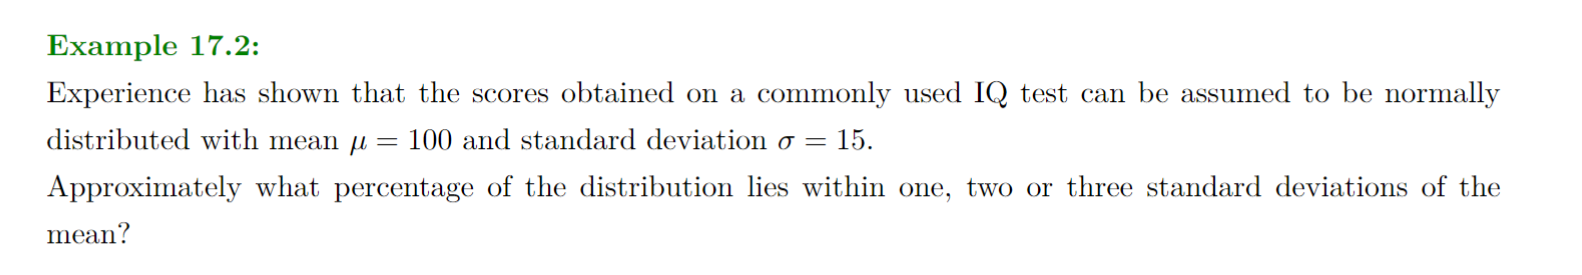 Example 17.2:
Experience has shown that the scores obtained on a commonly used IQ test can be assumed to be normally
distributed with mean μ = 100 and standard deviation σ = 15.
Approximately what percentage of the distribution lies within one, two or three standard deviations of the
mean?